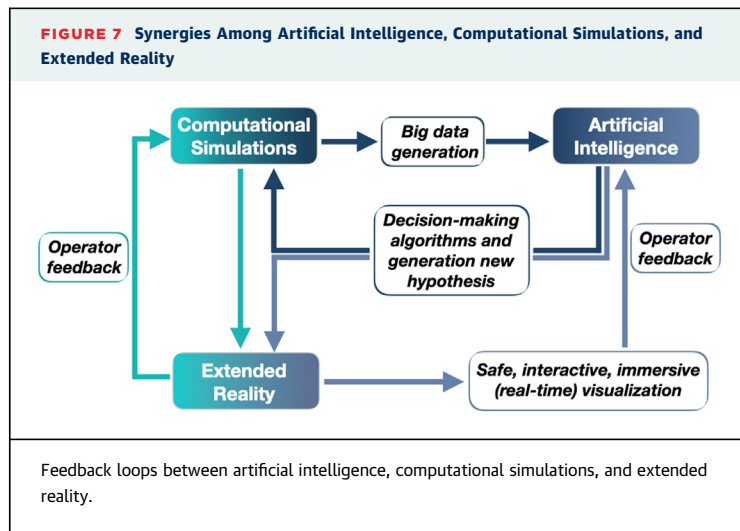 FIGURE 7 Synergies Among Artificial Intelligence, Computational Simulations, and
Extended Reality
Computational
Simulations
Big data
generation
Artificial
Intelligence
Operator
feedback
Decision-making
algorithms and
generation new
hypothesis
Operator
feedback
Extended
Reality
Safe, interactive, immersive
(real-time) visualization
Feedback loops between artificial intelligence, computational simulations, and extended
reality.